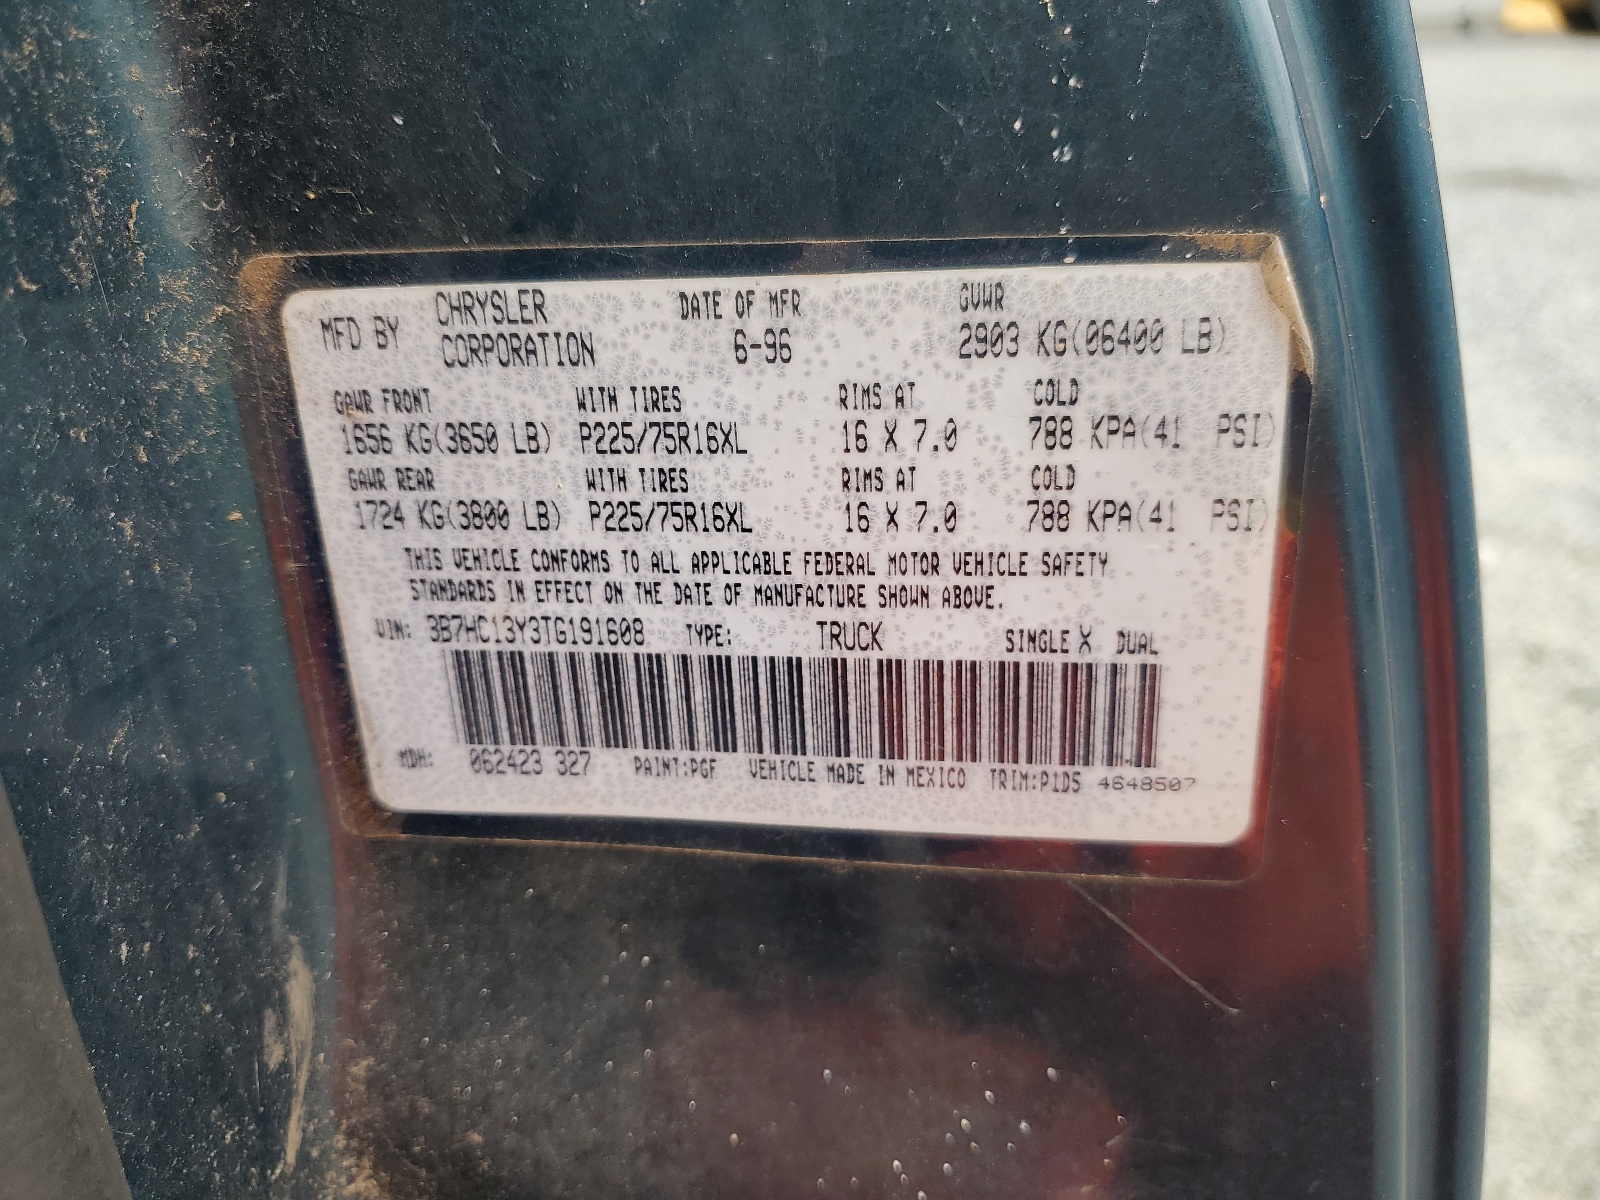 MFD BY CHRYSLER CORPORATION DATE OF MFR 6-96 GVWR 2903 KG(06400 LB)
GAWR FRONT WITH TIRES RIMS AT COLD
1656 KG(3650 LB) P225/75R16XL 16 X 7.0 788 KPA(41 PSI)
GAWR REAR WITH TIRES RIMS AT COLD
1724 KG(3800 LB) P225/75R16XL 16 X 7.0 788 KPA(41 PSI)
THIS VEHICLE CONFORMS TO ALL APPLICABLE FEDERAL MOTOR VEHICLE SAFETY
STANDARDS IN EFFECT ON THE DATE OF MANUFACTURE SHOWN ABOVE.
VIN: 3B7HC13Y3TG191608 TYPE: TRUCK SINGLE X DUAL
MDH: 062423 327 PAINT:PGF VEHICLE MADE IN MEXICO TRIM:P1D5 4648507